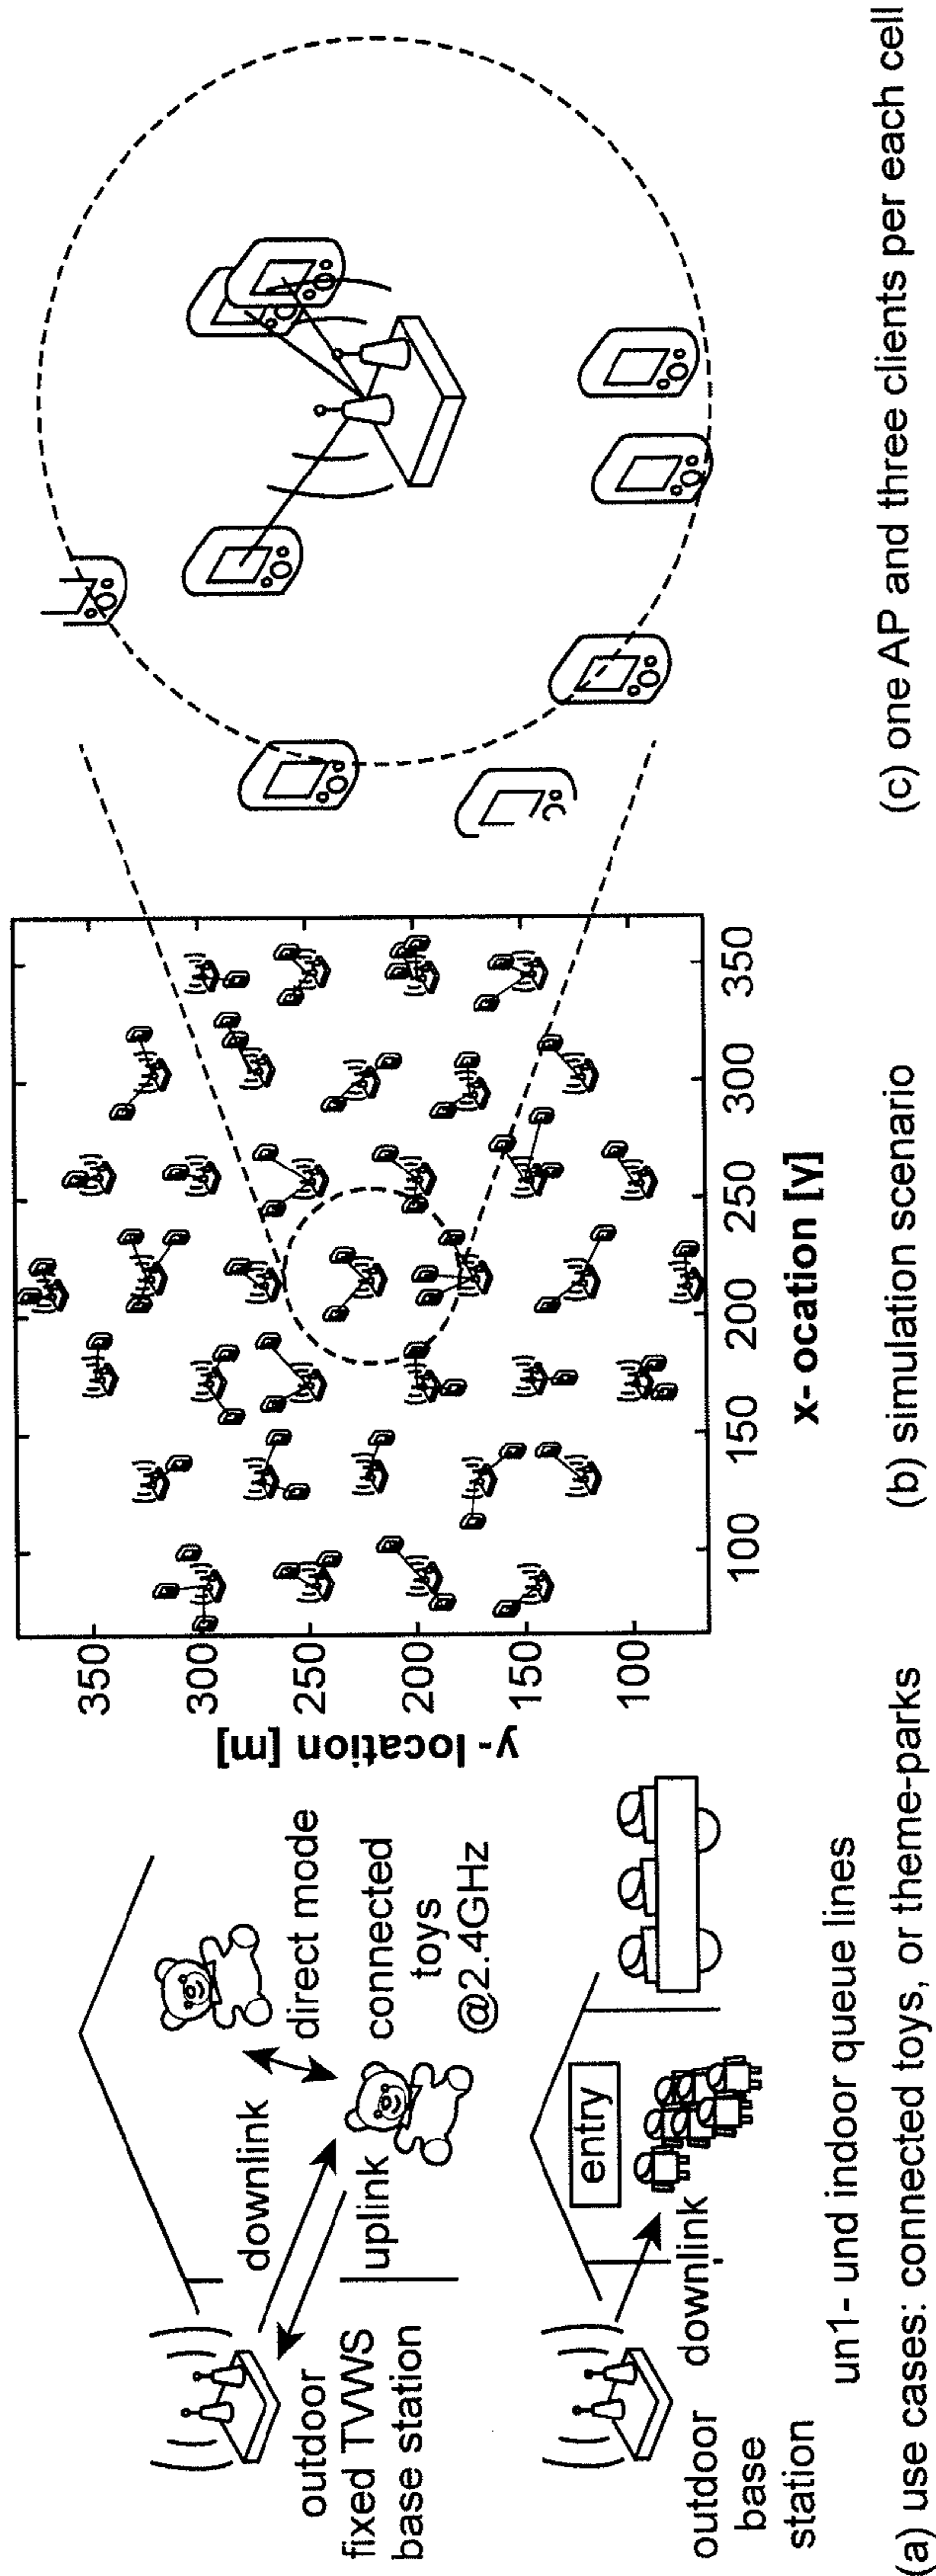 outdoor
fixed TVWS
base station
downlink
uplink
direct mode
connected
toys
@2.4GHz
outdoor
base
station
downlink
entry
un1- und indoor queue lines
(a) use cases: connected toys, or theme-parks
y- location [m]
350
300
250
200
150
100
100
150
200
250
300
350
x- ocation [y]
(b) simulation scenario
(c) one AP and three clients per each cell